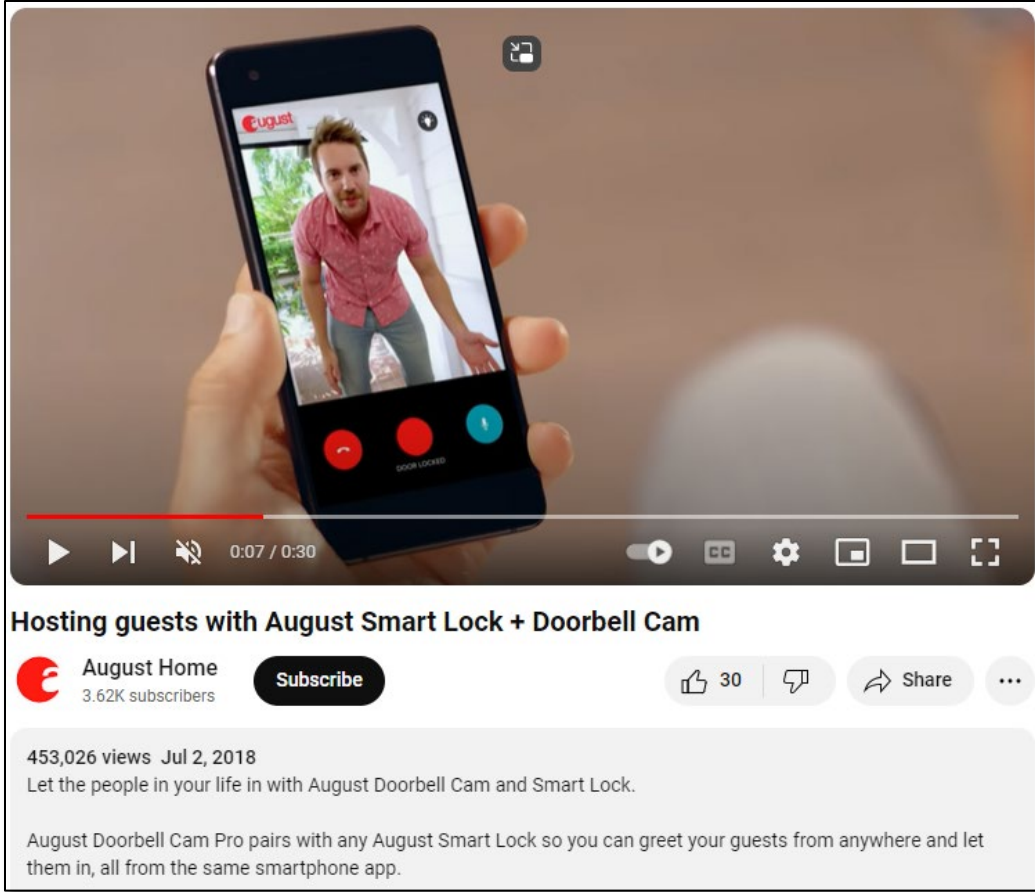 august
DOOR LOCKED
0:07 / 0:30
CC
Hosting guests with August Smart Lock + Doorbell Cam
August Home
3.62K subscribers
Subscribe
30
Share
453,026 views Jul 2, 2018
Let the people in your life in with August Doorbell Cam and Smart Lock.
August Doorbell Cam Pro pairs with any August Smart Lock so you can greet your guests from anywhere and let
them in, all from the same smartphone app.